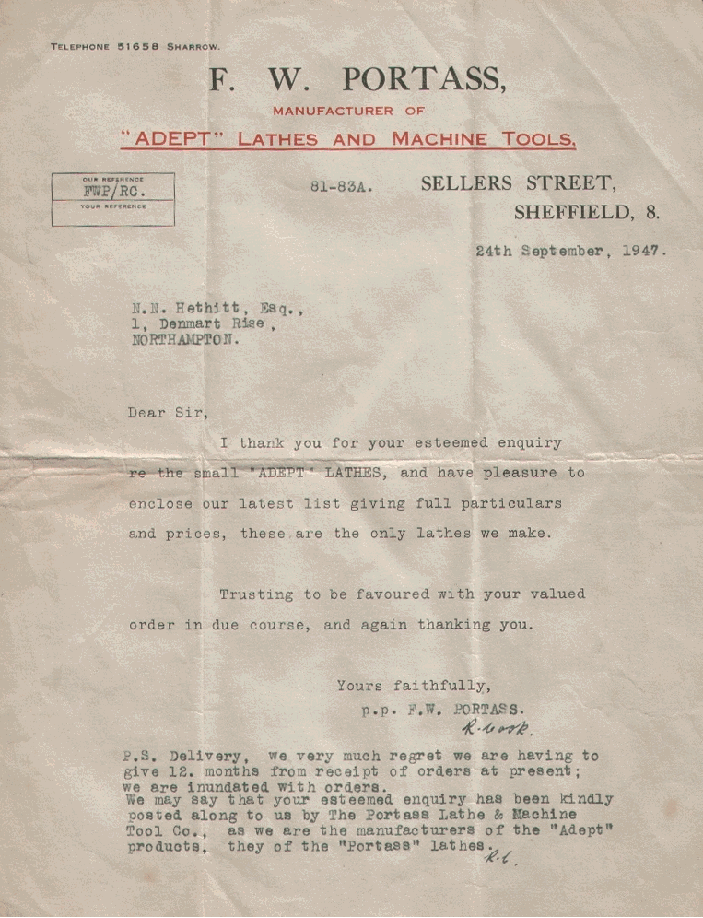 TELEPHONE 51658 SHARROW.
F. W. PORTASS,
MANUFACTURER OF
"ADEPT" LATHES AND MACHINE TOOLS.
OUR REFERENCE
FWP/RC.
YOUR REFERENCE
81-83A. SELLERS STREET,
SHEFFIELD, 8.
24th September, 1947.
N.N. Hethitt, Esq.,
1, Denmart Rise,
NORTHAMPTON.
Dear Sir,
I thank you for your esteemed enquiry
re the small "ADEPT" LATHES, and have pleasure to
enclose our latest list giving full particulars
and prices, these are the only lathes we make.
Trusting to be favoured with your valued
order in due course, and again thanking you.
Yours faithfully,
p.p. F.W. PORTASS.
R. Cook.
P.S. Delivery, we very much regret we are having to
give 12. months from receipt of orders at present;
we are inundated with orders.
We may say that your esteemed enquiry has been kindly
posted along to us by The Portass Lathe & Machine
Tool Co., as we are the manufacturers of the "Adept"
products, they of the "Portass" lathes.
R.C.